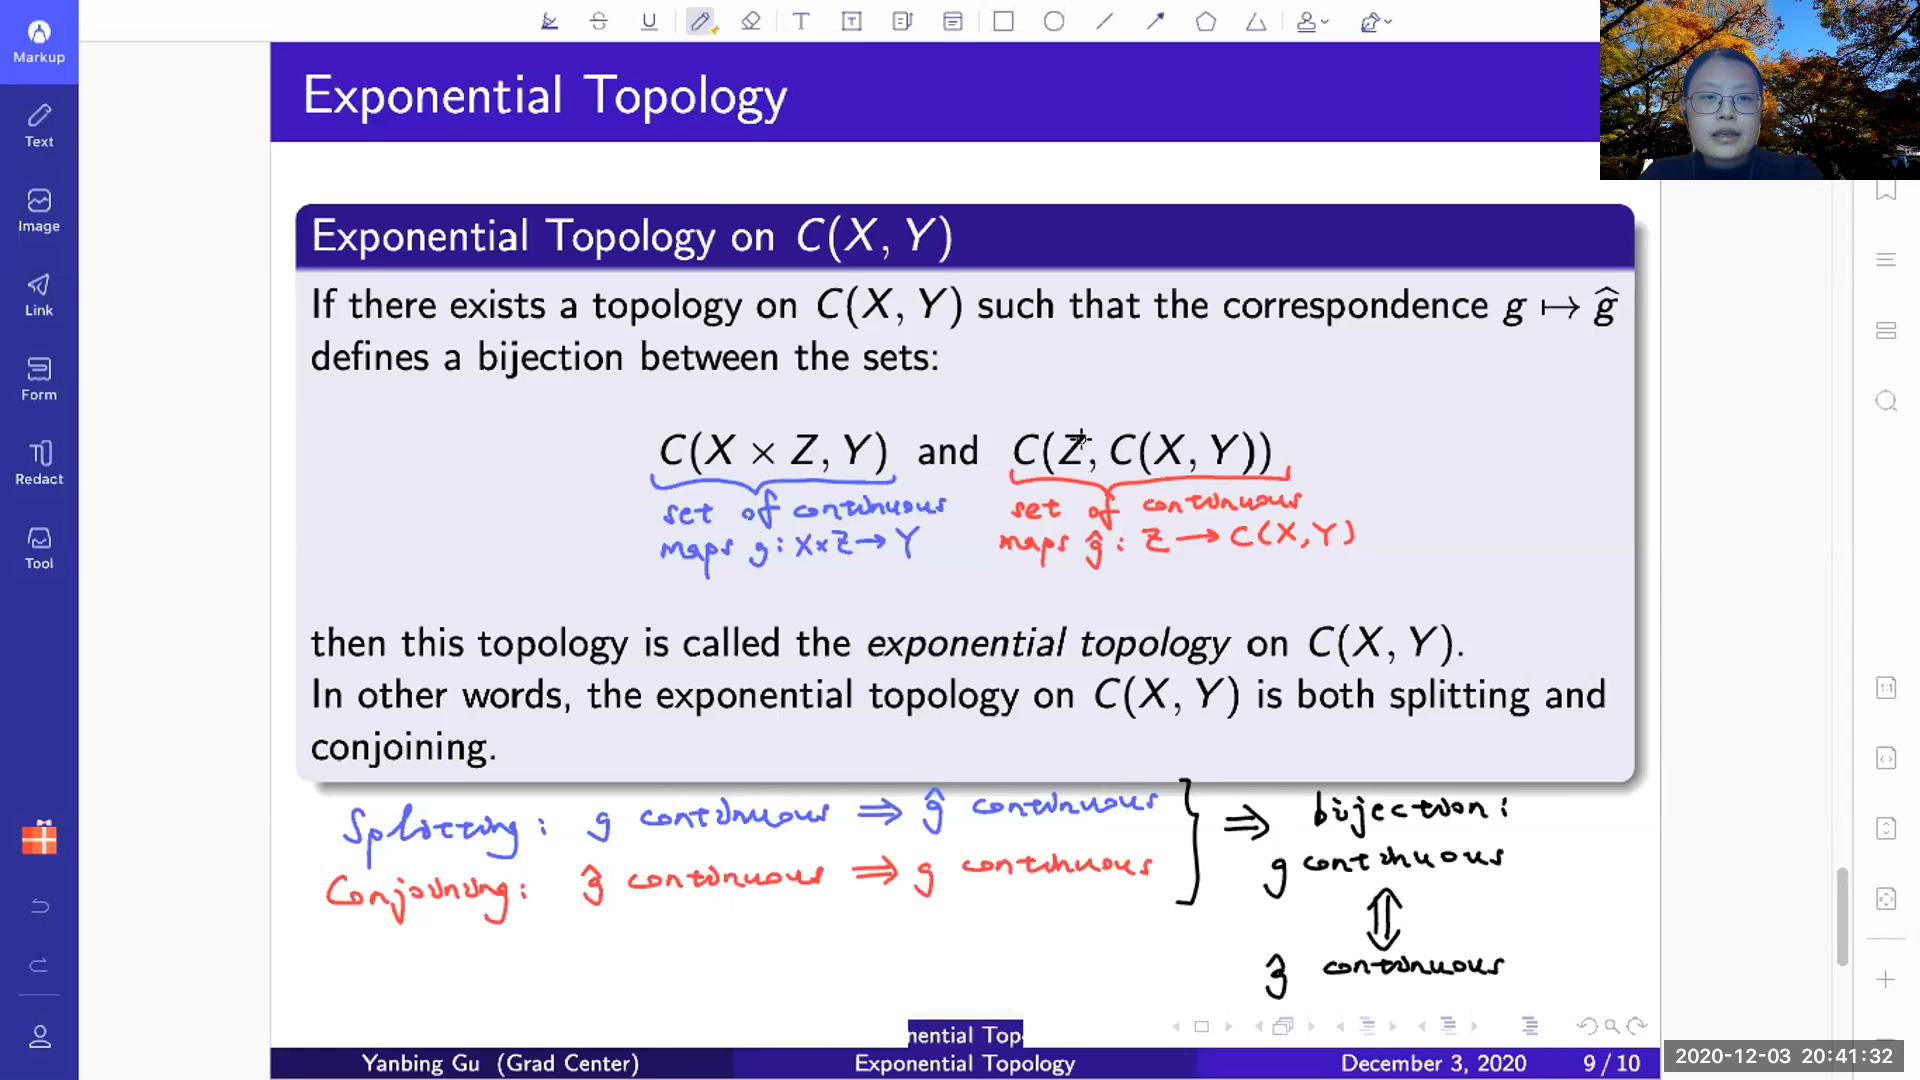 Markup
Text
Image
Link
Form
Redact
Tool
Exponential Topology
Exponential Topology on C(X, Y)
If there exists a topology on C(X, Y) such that the correspondence g ↦ ĝ
defines a bijection between the sets:
C(X × Z, Y) and C(Z, C(X, Y))
set of continuous
maps g: X×Z → Y
set of continuous
maps ĝ: Z → C(X,Y)
then this topology is called the exponential topology on C(X, Y).
In other words, the exponential topology on C(X, Y) is both splitting and
conjoining.
Splitting: g continuous ⇒ ĝ continuous
Conjoining: ĝ continuous ⇒ g continuous
⇒ bijection:
g continuous
⇕
ĝ continuous
nential Top
Yanbing Gu (Grad Center)
Exponential Topology
December 3, 2020
9 / 10
2020-12-03 20:41:32